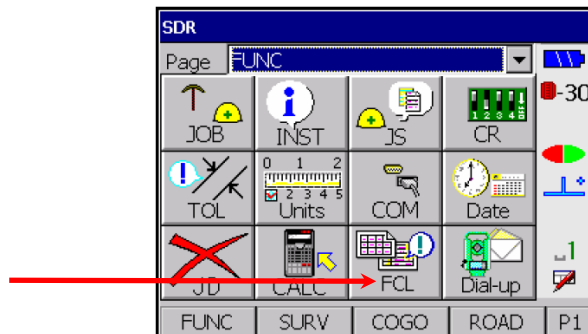 SDR
Page FUNC
JOB INST JS CR
TOL Units COM Date
JD CALC FCL Dial-up
FUNC SURV COGO ROAD P1
-30
1
1 2 3 4
0 1 2
2 3 4 5